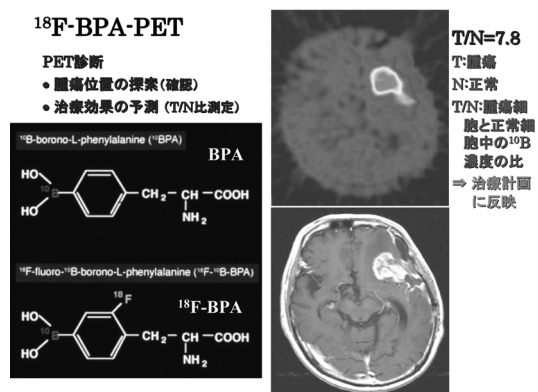 18F-BPA-PET
PET診断
● 腫瘍位置の探索(確認)
● 治療効果の予測 (T/N比測定)
10B-borono-L-phenylalanine (10BPA)
BPA
HO
10
B
HO
CH2 CH COOH
NH2
18F-fluoro-10B-borono-L-phenylalanine (18F-10B-BPA)
18F-BPA
18F
HO
10
B
HO
CH2 CH COOH
NH2
T/N=7.8
T:腫瘍
N:正常
T/N:腫瘍細
胞と正常細
胞中の10B
濃度の比
⇒ 治療計画
に反映